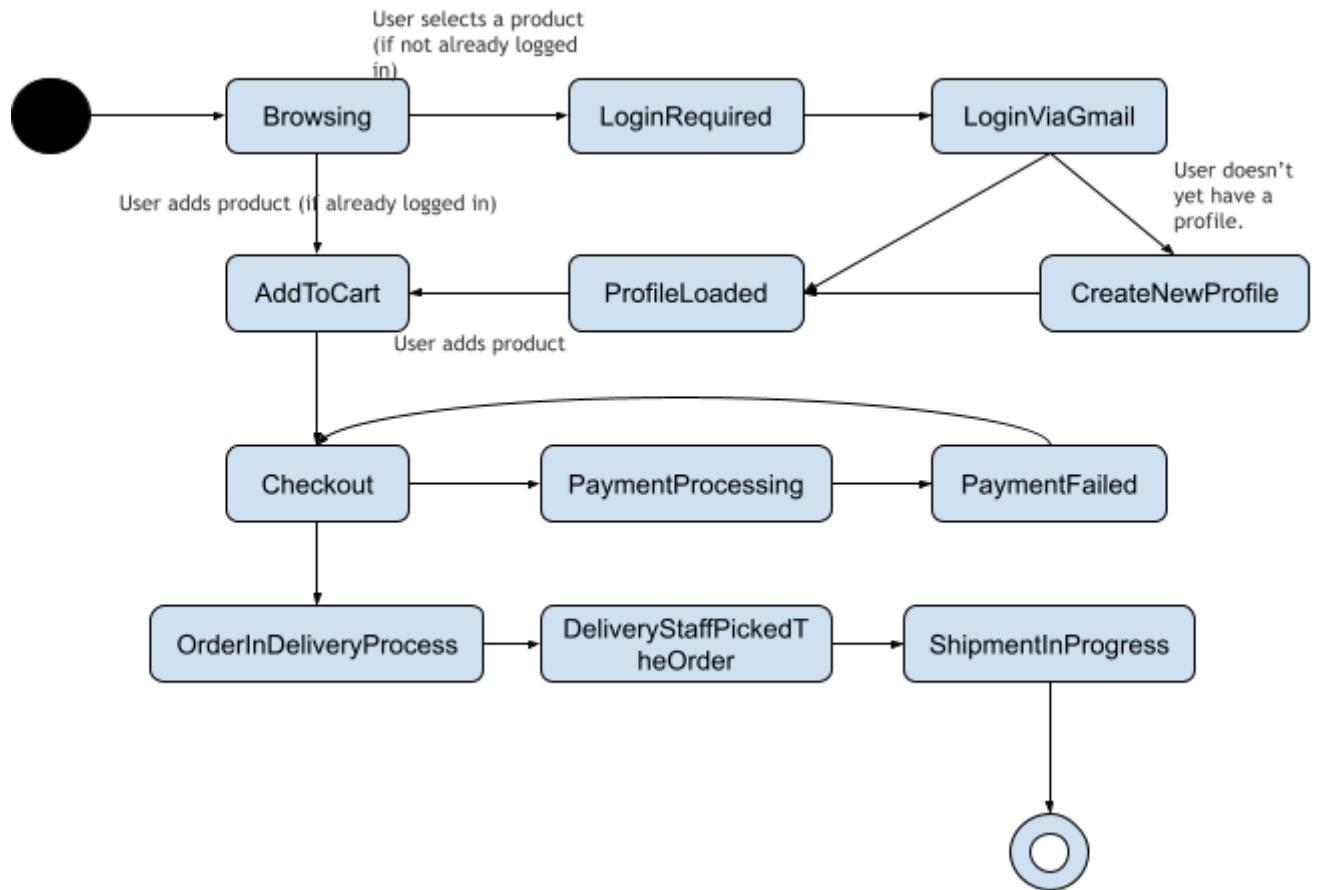 User selects a product
(if not already logged
in)
Browsing
LoginRequired
LoginViaGmail
User doesn't
yet have a
profile.
User adds product (if already logged in)
AddToCart
ProfileLoaded
CreateNewProfile
User adds product
Checkout
PaymentProcessing
PaymentFailed
OrderInDeliveryProcess
DeliveryStaffPickedT
heOrder
ShipmentInProgress